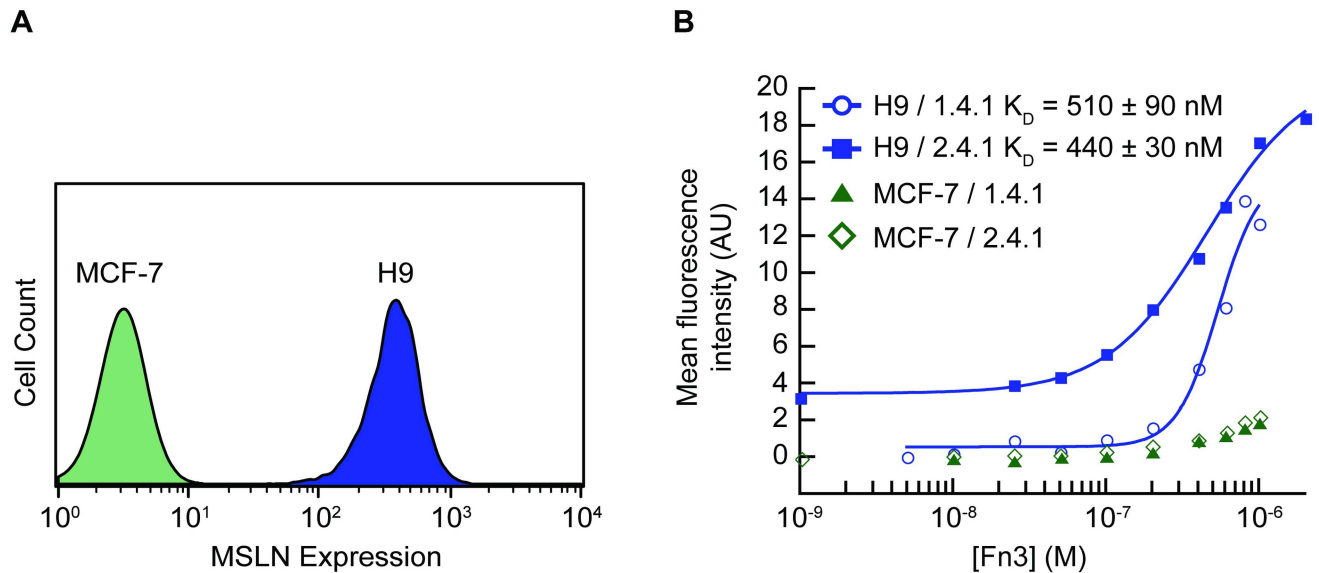 A
MCF-7
H9
Cell Count
10⁰
10¹
10²
10³
10⁴
MSLN Expression
B
Mean fluorescence
intensity (AU)
20
18
16
14
12
10
8
6
4
2
0
H9 / 1.4.1 K_D = 510 ± 90 nM
H9 / 2.4.1 K_D = 440 ± 30 nM
MCF-7 / 1.4.1
MCF-7 / 2.4.1
10⁻⁹
10⁻⁸
10⁻⁷
10⁻⁶
[Fn3] (M)